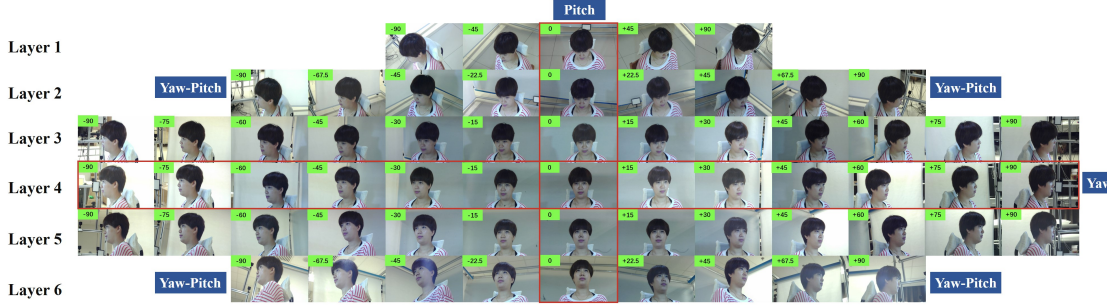 Pitch
Layer 1
-90 -45 0 +45 +90
Layer 2
Yaw-Pitch
-90 -67.5 -45 -22.5 0 +22.5 +45 +67.5 +90
Yaw-Pitch
Layer 3
-90 -75 -60 -45 -30 -15 0 +15 +30 +45 +60 +75 +90
Layer 4
-90 -75 -60 -45 -30 -15 0 +15 +30 +45 +60 +75 +90
Yaw
Layer 5
-90 -75 -60 -45 -30 -15 0 +15 +30 +45 +60 +75 +90
Layer 6
Yaw-Pitch
-90 -67.5 -45 -22.5 0 +22.5 +45 +67.5 +90
Yaw-Pitch